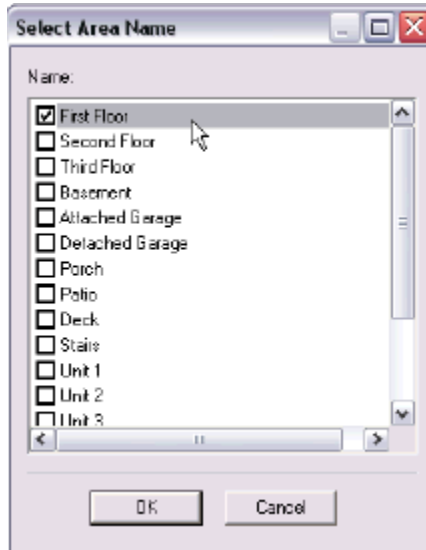 Select Area Name
Name:
First Floor
Second Floor
Third Floor
Basement
Attached Garage
Detached Garage
Porch
Patio
Deck
Stairs
Unit 1
Unit 2
Unit 3
OK
Cancel